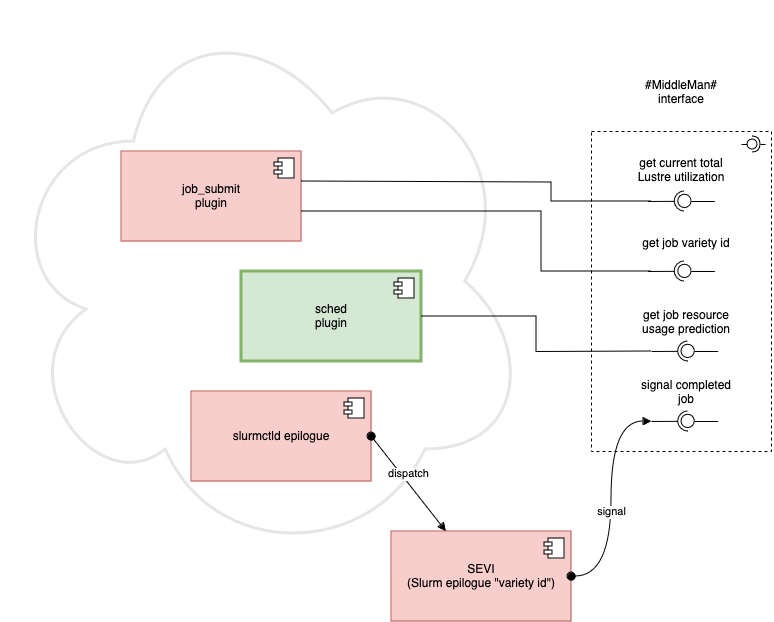 #MiddleMan#
interface
get current total
Lustre utilization
job_submit
plugin
get job variety id
sched
plugin
get job resource
usage prediction
signal completed
job
slurmctld epilogue
dispatch
signal
SEVI
(Slurm epilogue "variety id")